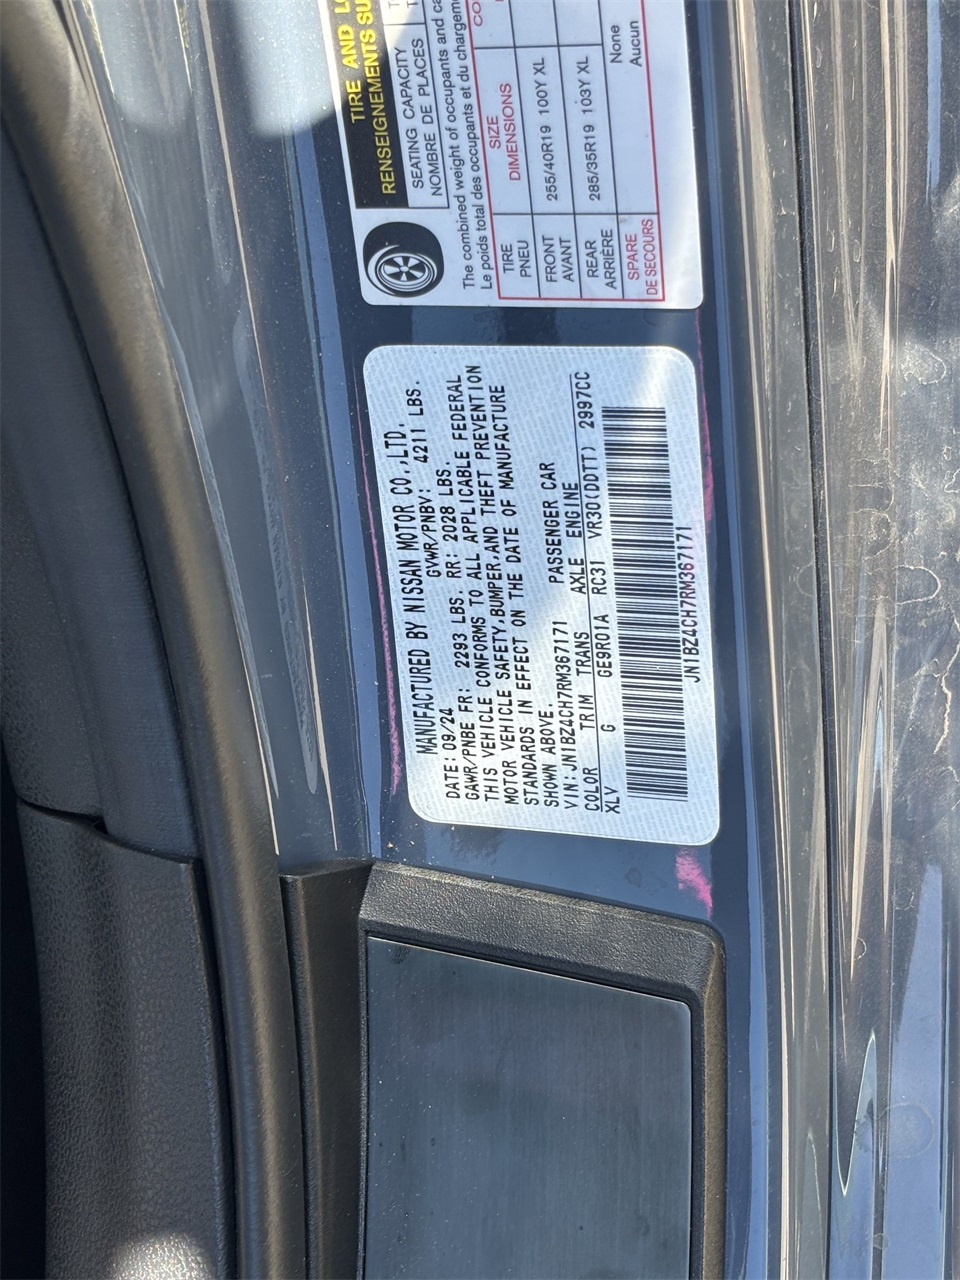 MANUFACTURED BY NISSAN MOTOR CO.,LTD.
DATE: 09/24 GVWR/PNBV: 4211 LBS.
GAWR/PNBE FR: 2293 LBS. RR: 2028 LBS.
THIS VEHICLE CONFORMS TO ALL APPLICABLE FEDERAL
MOTOR VEHICLE SAFETY,BUMPER,AND THEFT PREVENTION
STANDARDS IN EFFECT ON THE DATE OF MANUFACTURE
SHOWN ABOVE.
VIN:JN1BZ4CH7RM367171 PASSENGER CAR
COLOR TRIM TRANS AXLE ENGINE
XLV G GE9R01A RC31 VR30(DDTT) 2997CC
JN1BZ4CH7RM367171
TIRE AND
RENSEIGNEMENTS SU
SEATING CAPACITY
NOMBRE DE PLACES
The combined weight of occupants and
Le poids total des occupants et du chargeme
TIRE SIZE
PNEU DIMENSIONS
FRONT 255/40R19 100Y XL
AVANT
REAR 285/35R19 103Y XL
ARRIÈRE
SPARE None
DE SECOURS Aucun